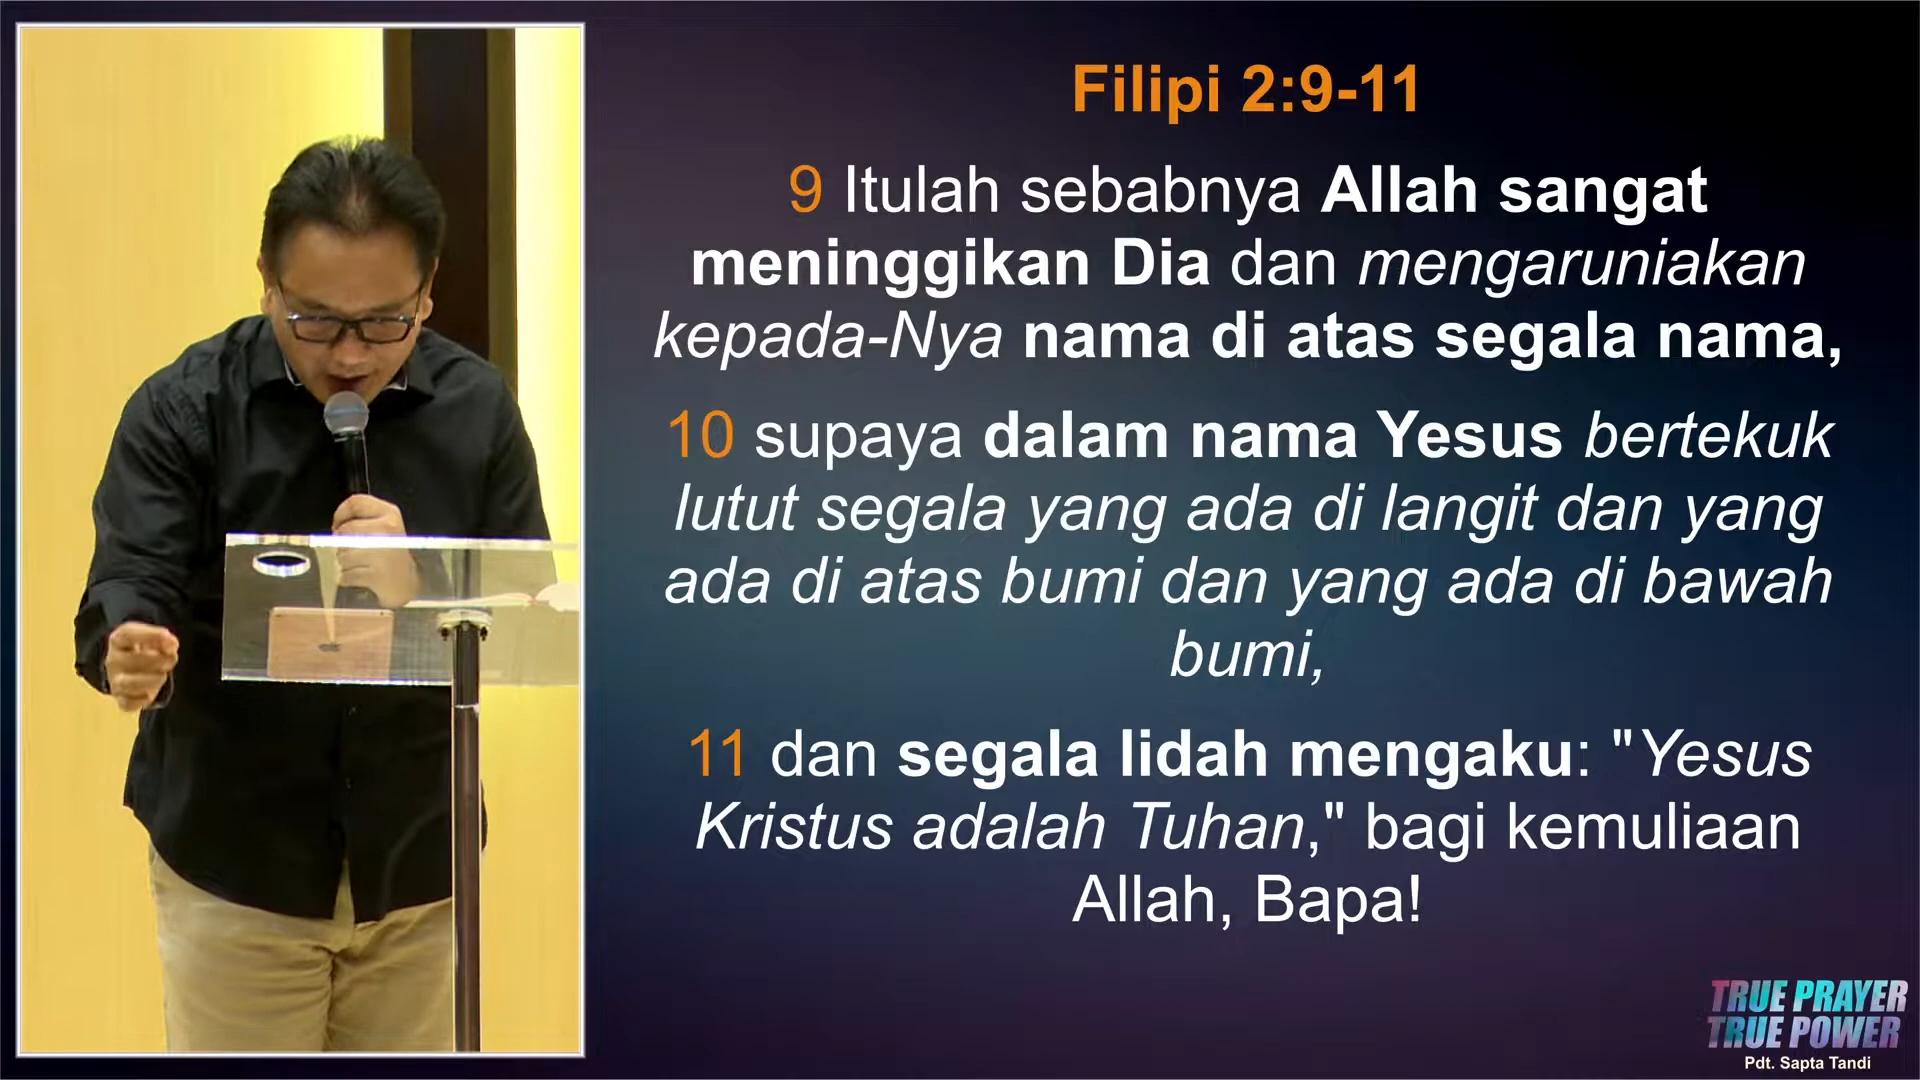 Filipi 2:9-11
9 Itulah sebabnya Allah sangat
meninggikan Dia dan mengaruniakan
kepada-Nya nama di atas segala nama,
10 supaya dalam nama Yesus bertekuk
lutut segala yang ada di langit dan yang
ada di atas bumi dan yang ada di bawah
bumi,
11 dan segala lidah mengaku: "Yesus
Kristus adalah Tuhan," bagi kemuliaan
Allah, Bapa!
TRUE PRAYER
TRUE POWER
Pdt. Sapta Tandi